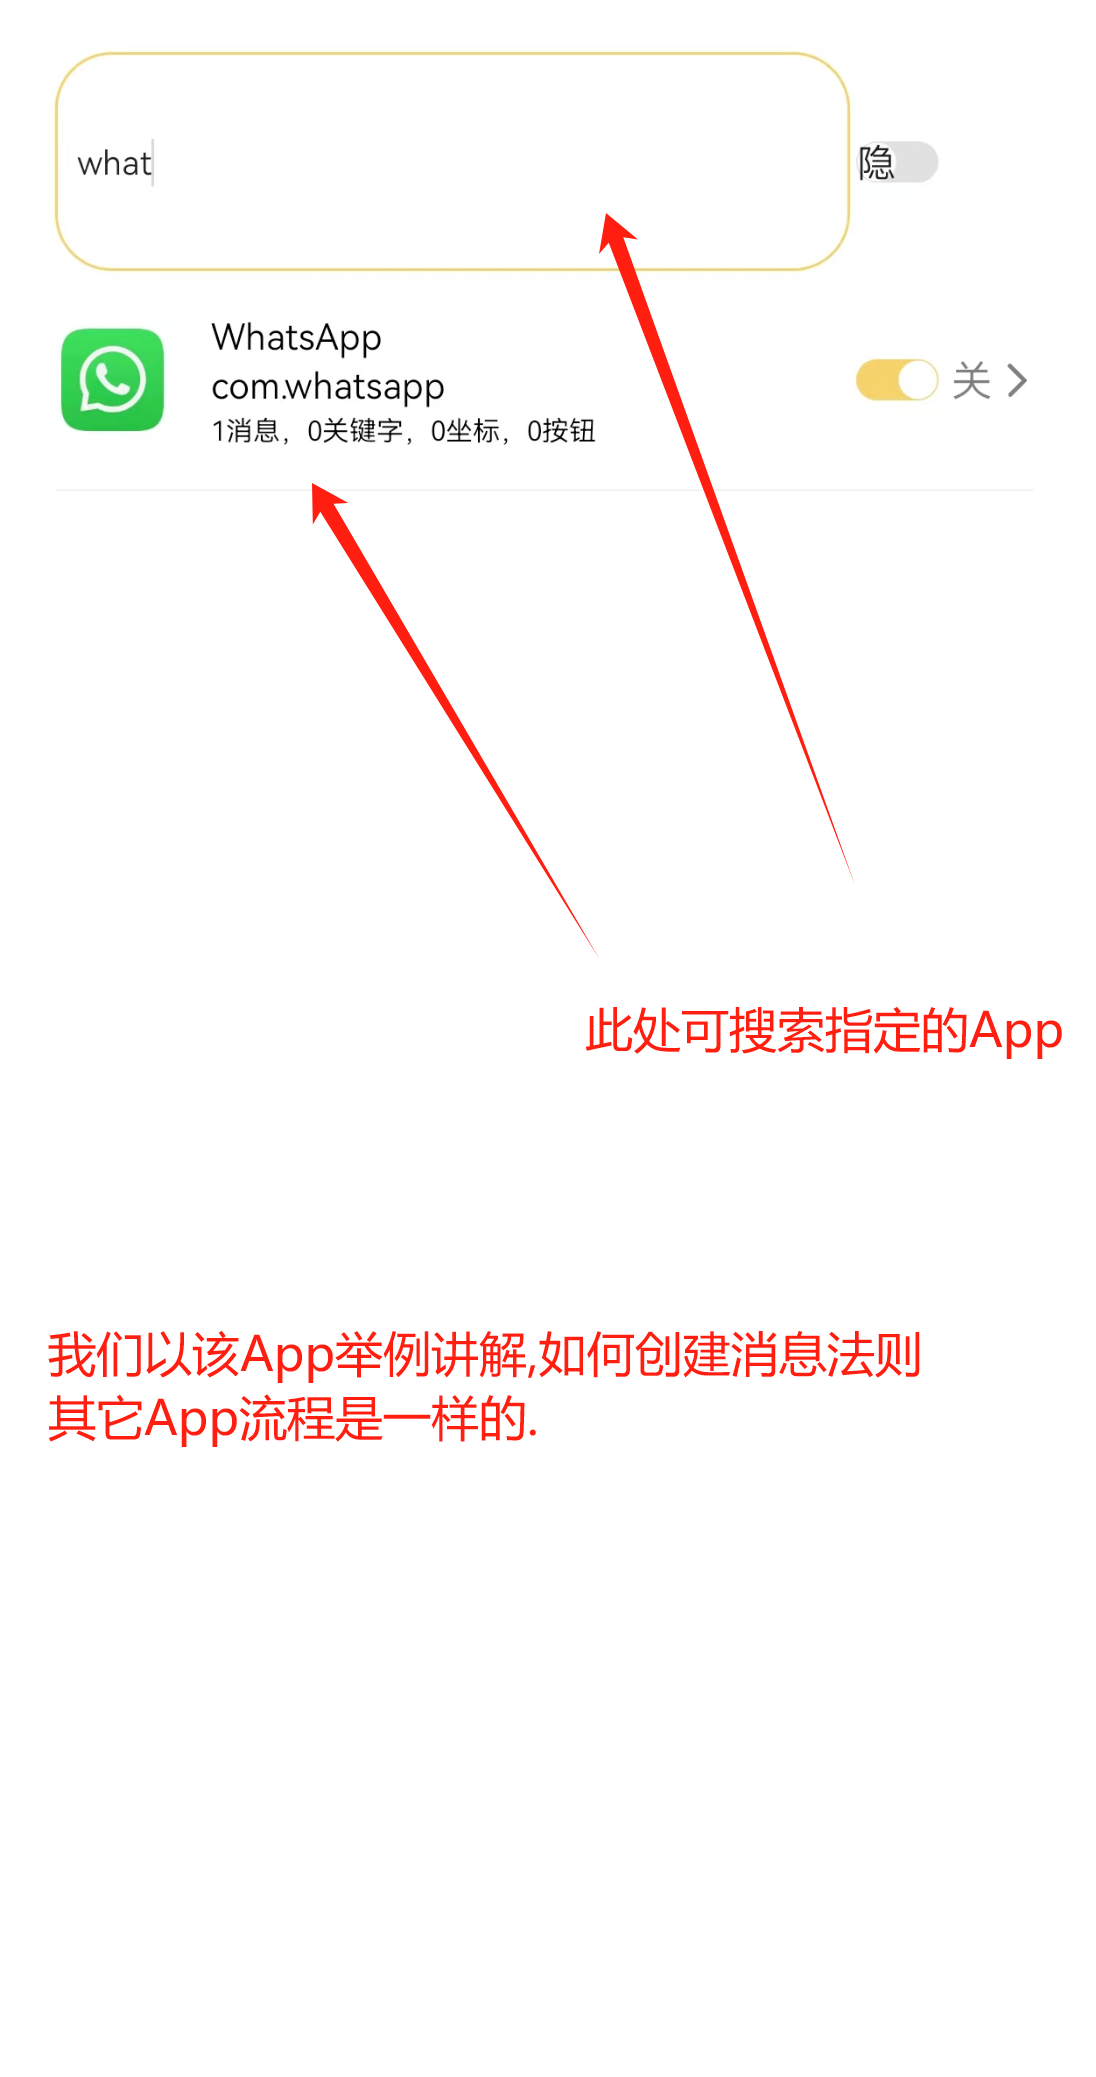 what
隐
WhatsApp
com.whatsapp
关
1消息，0关键字，0坐标，0按钮
此处可搜索指定的App
我们以该App举例讲解,如何创建消息法则
其它App流程是一样的.